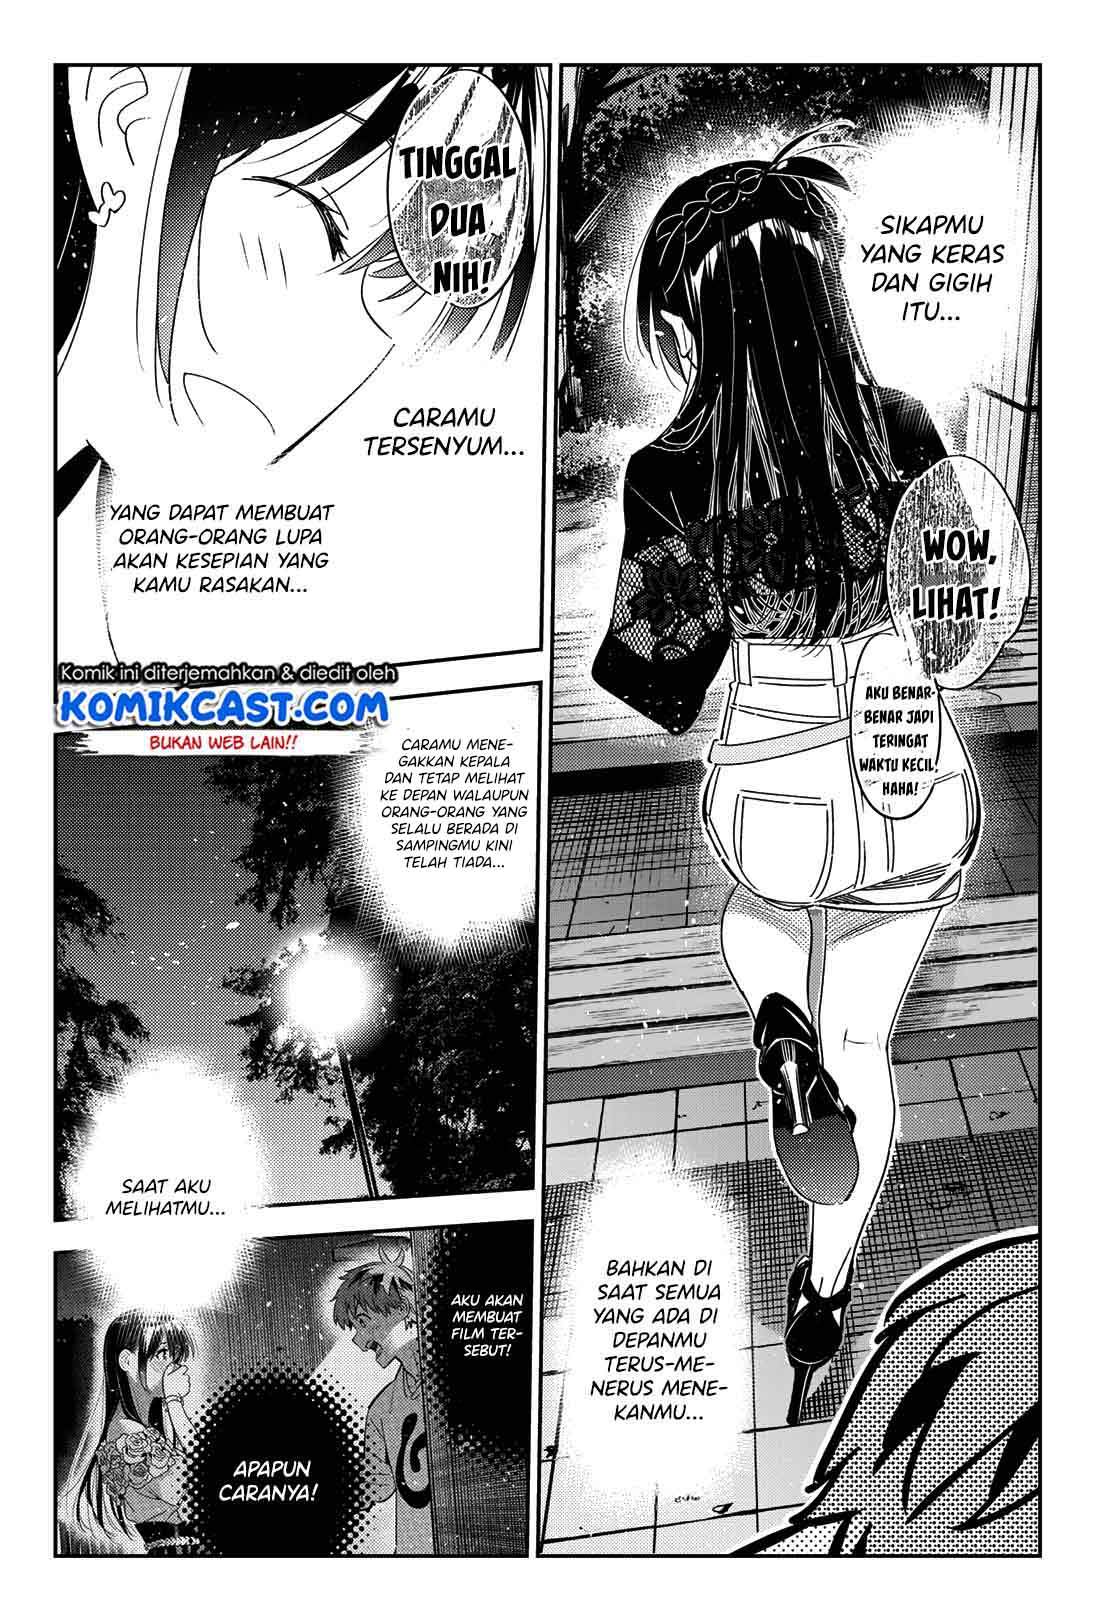 SIKAPMU
YANG KERAS
DAN GIGIH
ITU...
WOW,
LIHAT!
AKU BENAR-
BENAR JADI
TERINGAT
WAKTU KECIL,
HAHA!
BAHKAN DI
SAAT SEMUA
YANG ADA DI
DEPANMU
TERUS-ME-
NERUS MENE-
KANMU...
TINGGAL
DUA
NIH!
CARAMU
TERSENYUM...
YANG DAPAT MEMBUAT
ORANG-ORANG LUPA
AKAN KESEPIAN YANG
KAMU RASAKAN...
Komik ini diterjemahkan & diedit oleh
KOMIKCAST.COM
BUKAN WEB LAIN!!
CARAMU MENE-
GAKKAN KEPALA
DAN TETAP MELIHAT
KE DEPAN WALAUPUN
ORANG-ORANG YANG
SELALU BERADA DI
SAMPINGMU KINI
TELAH TIADA...
SAAT AKU
MELIHATMU...
AKU AKAN
MEMBUAT
FILM TER-
SEBUT!
APAPUN
CARANYA!